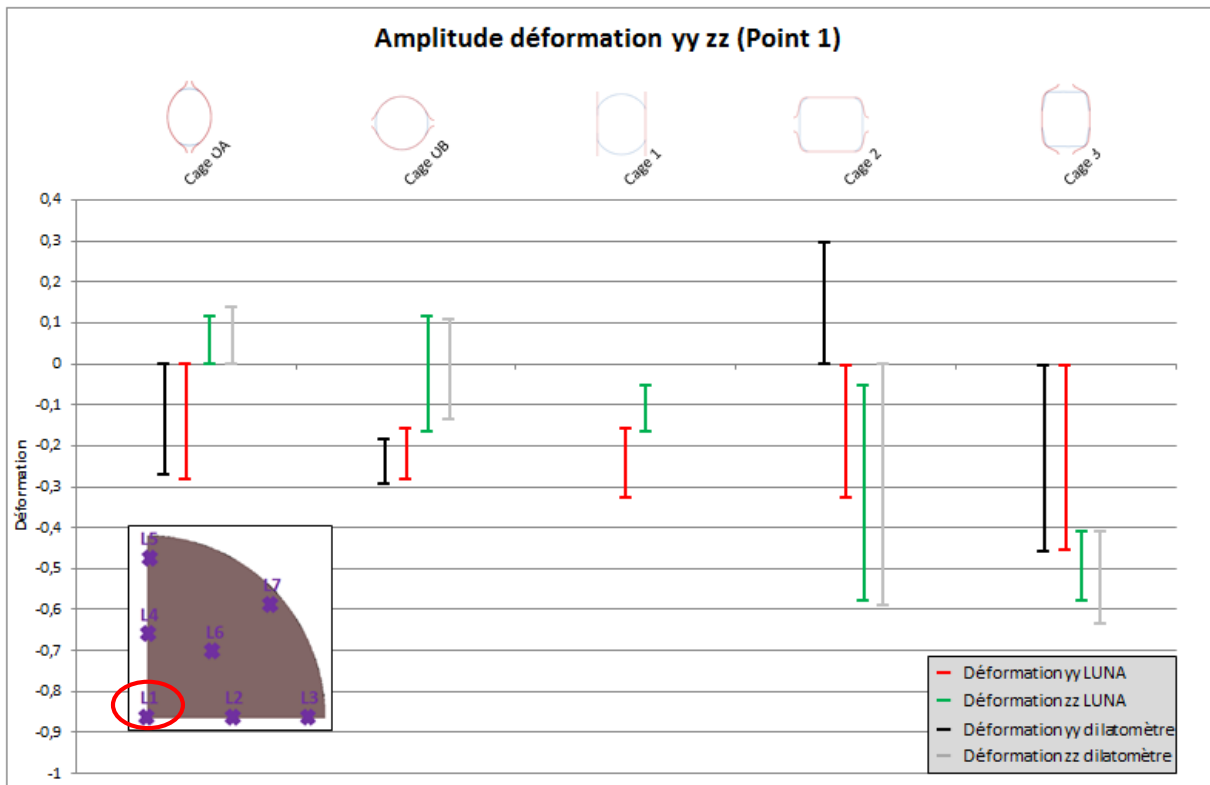 Amplitude déformation yy zz (Point 1)
Cage 0A
Cage 0B
Cage 1
Cage 2
Cage 3
0,4
0,3
0,2
0,1
0
-0,1
-0,2
-0,3
-0,4
-0,5
-0,6
-0,7
-0,8
-0,9
-1
Déformation
L5
L7
L4
L6
L1 L2 L3
Déformation yy LUNA
Déformation zz LUNA
Déformation yy dilatomètre
Déformation zz dilatomètre